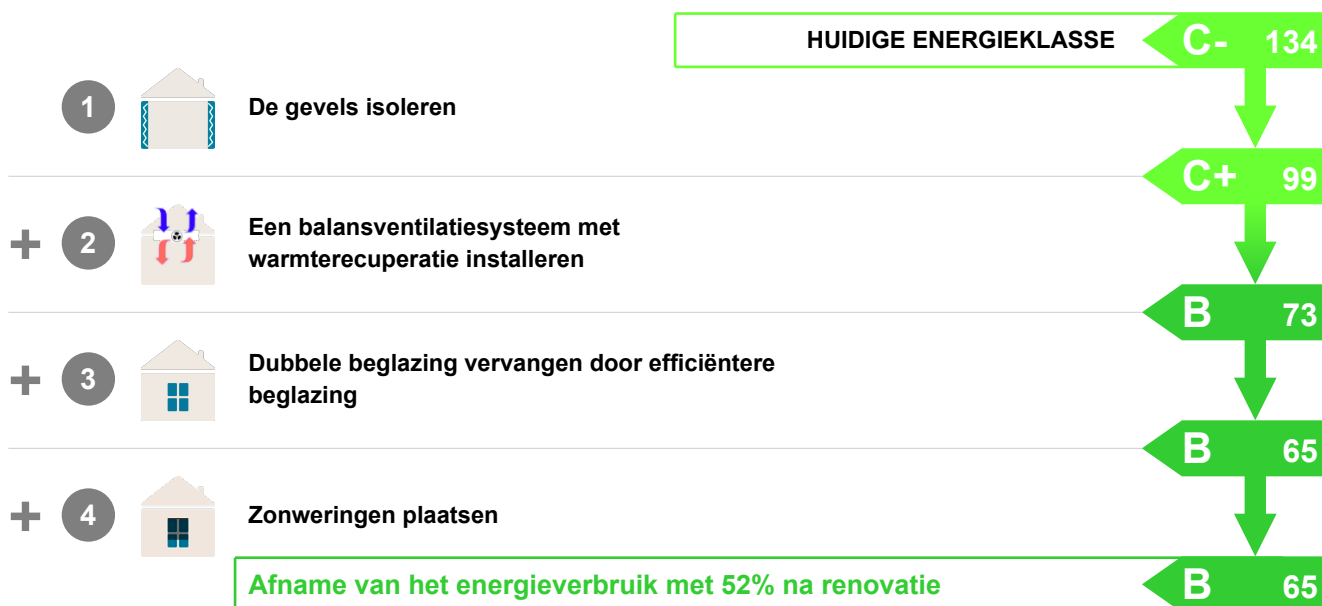 HUIDIGE ENERGIEKLASSE C- 134
1 De gevels isoleren
C+ 99
+ 2 Een balansventilatiesysteem met
warmterecuperatie installeren
B 73
+ 3 Dubbele beglazing vervangen door efficiëntere
beglazing
B 65
+ 4 Zonweringen plaatsen
Afname van het energieverbruik met 52% na renovatie B 65